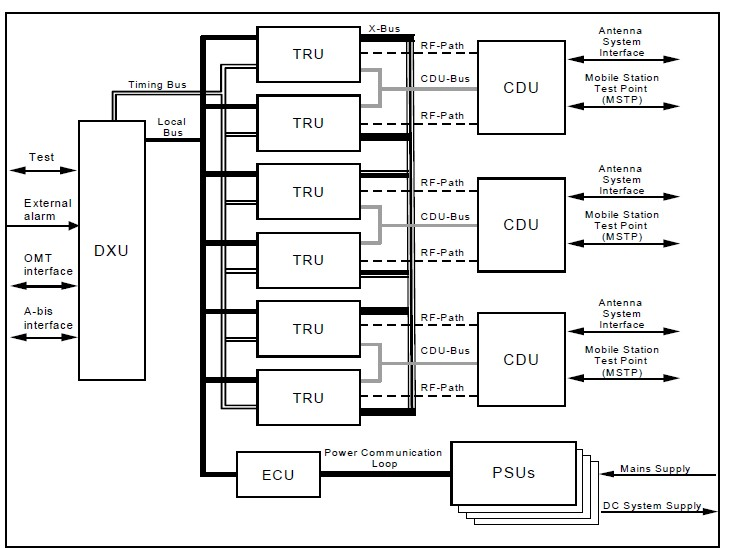 X-Bus
TRU
RF-Path
Antenna
System
Interface
Timing Bus
CDU-Bus
CDU
Mobile Station
Test Point
(MSTP)
Local
Bus
TRU
RF-Path
Test
External
alarm
DXU
OMT
interface
A-bis
interface
TRU
RF-Path
Antenna
System
Interface
CDU-Bus
CDU
Mobile Station
Test Point
(MSTP)
TRU
RF-Path
TRU
RF-Path
Antenna
System
Interface
CDU-Bus
CDU
Mobile Station
Test Point
(MSTP)
TRU
RF-Path
ECU
Power Communication
Loop
PSUs
Mains Supply
DC System Supply